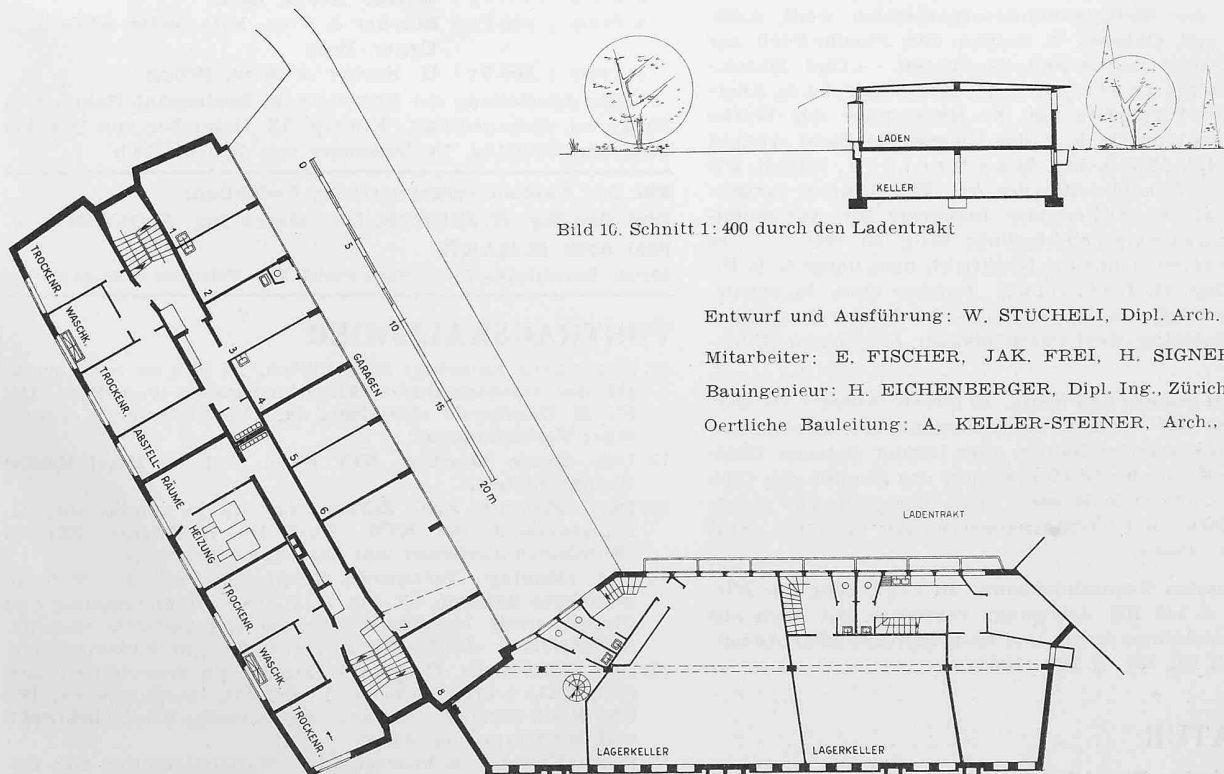 LADEN
KELLER
Bild 10. Schnitt 1:400 durch den Ladentrakt
Entwurf und Ausführung: W. STÜCHELI, Dipl. Arch.
Mitarbeiter: E. FISCHER, JAK. FREI, H. SIGNER
Bauingenieur: H. EICHENBERGER, Dipl. Ing., Zürich
Oertliche Bauleitung: A. KELLER-STEINER, Arch.,
LADENTRAKT
0
5
10
15
20 m
GARAGEN
1
2
3
4
5
6
7
8
TROCKENR.
WASCHK.
TROCKENR.
ABSTELL-
RÄUME
HEIZUNG
TROCKENR.
WASCHK.
TROCKENR.
LAGERKELLER
LAGERKELLER